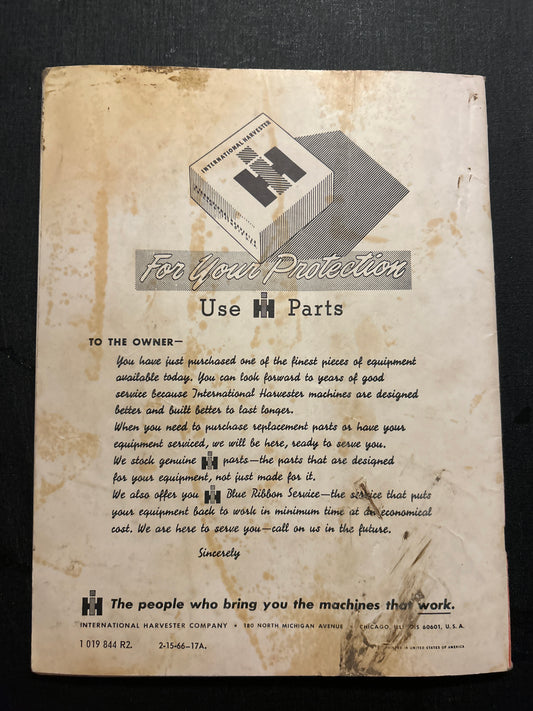 INTERNATIONAL HARVESTER
For Your Protection
Use IH Parts
TO THE OWNER—
You have just purchased one of the finest pieces of equipment
available today. You can look forward to years of good
service because International Harvester machines are designed
better and built better to last longer.
When you need to purchase replacement parts or have your
equipment serviced, we will be here, ready to serve you.
We stock genuine IH parts—the parts that are designed
for your equipment, not just made for it.
We also offer you IH Blue Ribbon Service—the service that puts
your equipment back to work in minimum time at an economical
cost. We are here to serve you—call on us in the future.
Sincerely
IH The people who bring you the machines that work.
INTERNATIONAL HARVESTER COMPANY • 180 NORTH MICHIGAN AVENUE • CHICAGO, ILLINOIS 60601, U.S.A.
1 019 844 R2. 2-15-66-17A. PRINTED IN UNITED STATES OF AMERICA